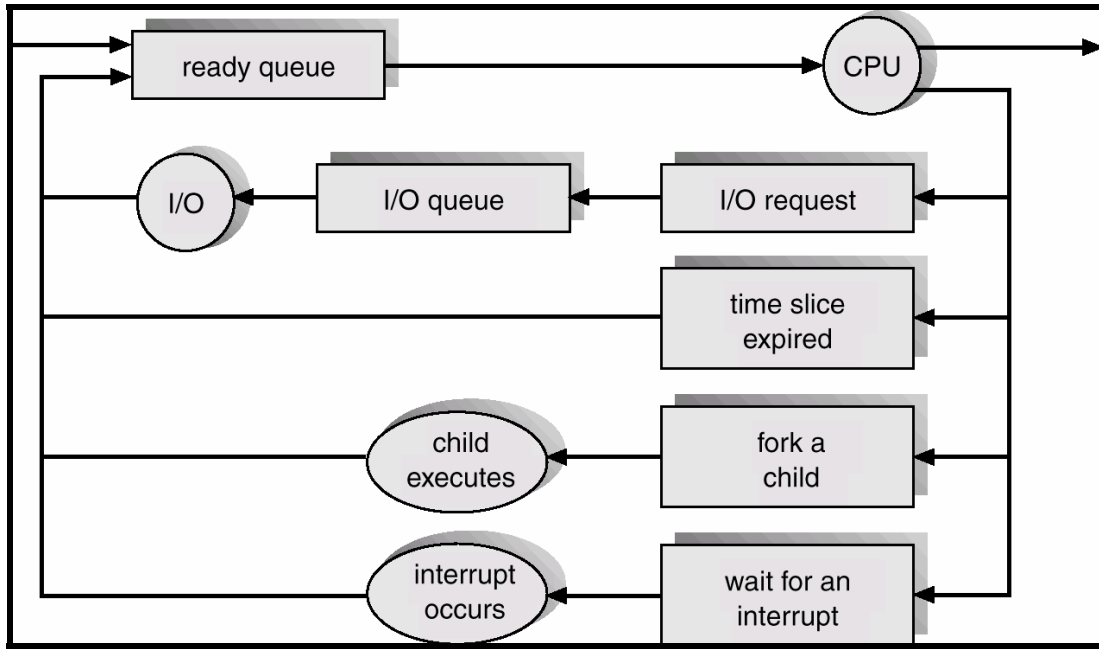 ready queue
CPU
I/O
I/O queue
I/O request
time slice
expired
child
executes
fork a
child
interrupt
occurs
wait for an
interrupt